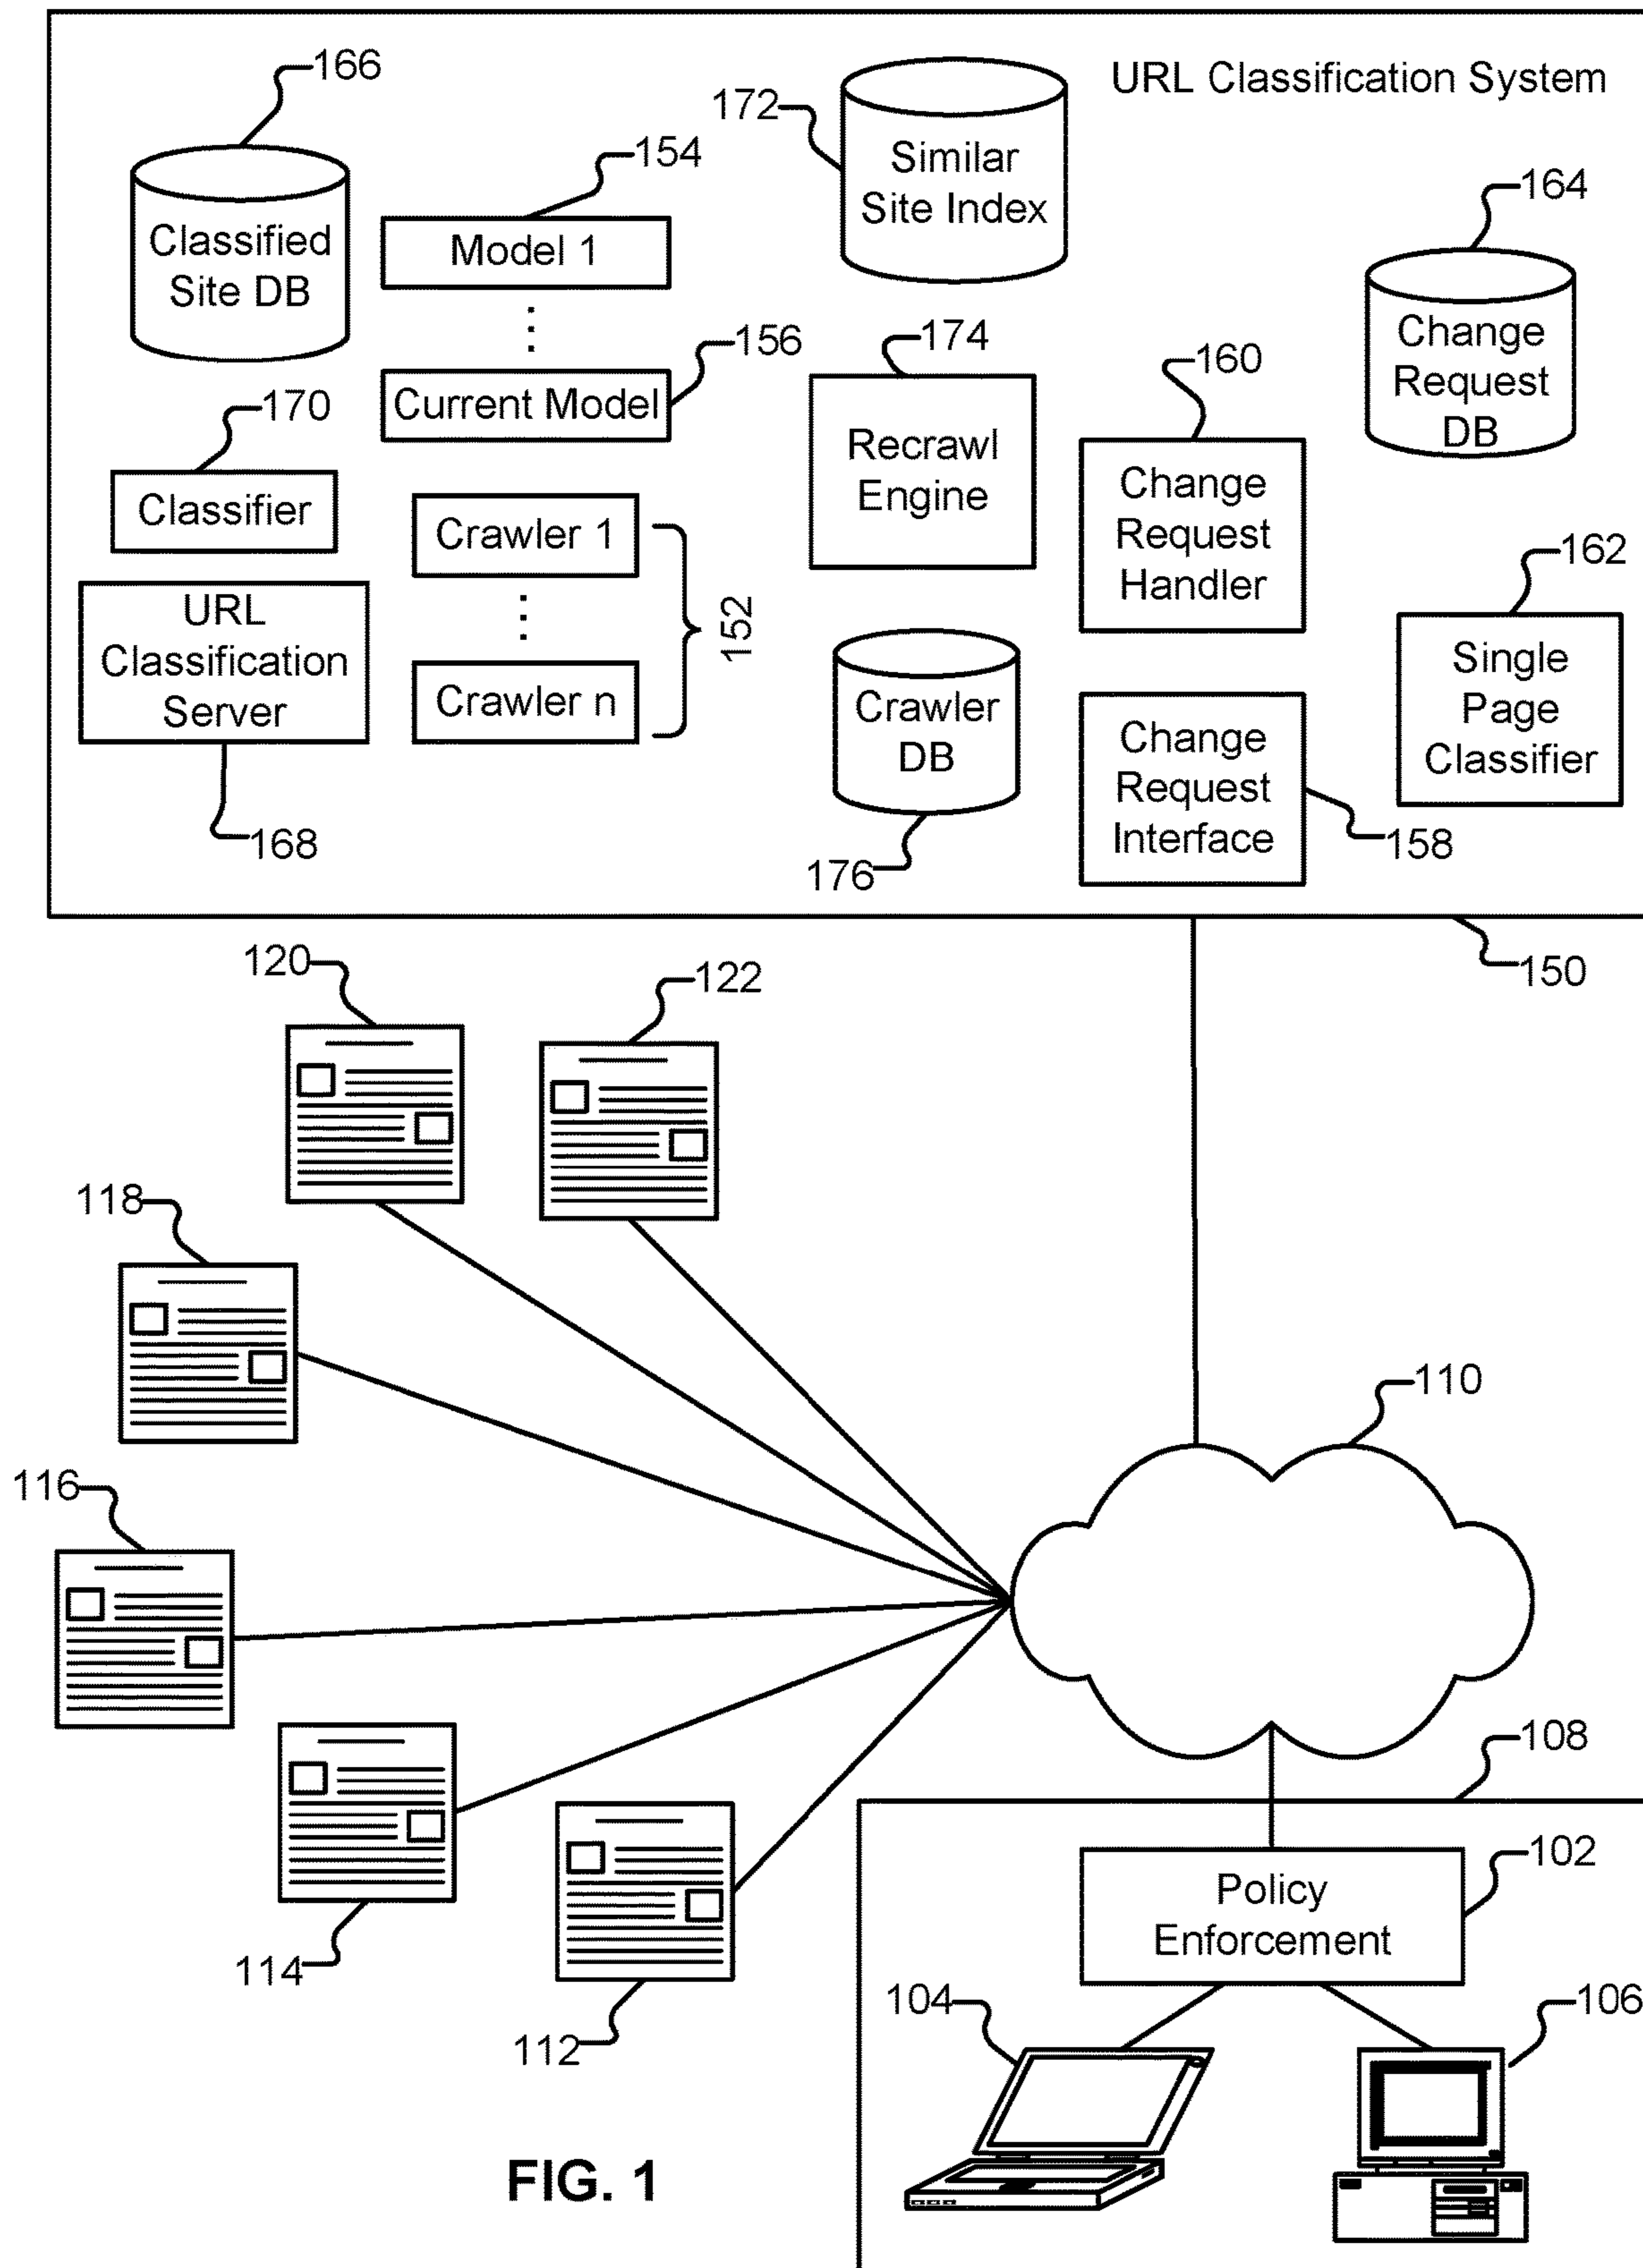 URL Classification System
166
Classified
Site DB
154
Model 1
⋮
156
Current Model
172
Similar
Site Index
164
Change
Request
DB
170
Classifier
174
Recrawl
Engine
160
Change
Request
Handler
162
Single
Page
Classifier
URL
Classification
Server
168
Crawler 1
⋮
Crawler n
152
Crawler
DB
176
Change
Request
Interface
158
150
120
122
118
116
114
112
110
108
102
Policy
Enforcement
104
106
FIG. 1